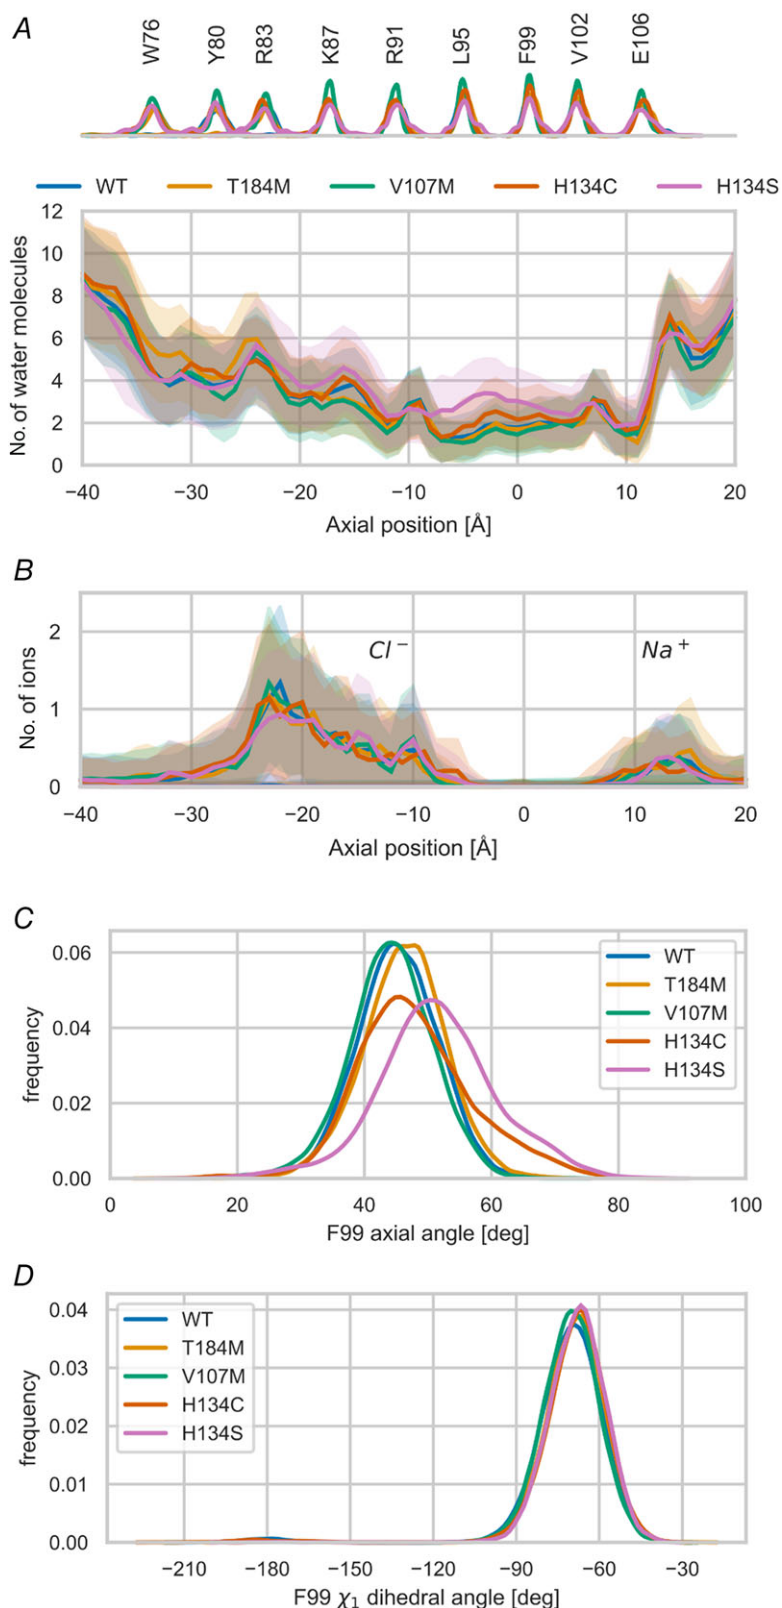 A
W76 Y80 R83 K87 R91 L95 F99 V102 E106
WT T184M V107M H134C H134S
No. of water molecules
12
10
8
6
4
2
0
−40 −30 −20 −10 0 10 20
Axial position [Å]
B
No. of ions
2
1
0
Cl⁻ Na⁺
−40 −30 −20 −10 0 10 20
Axial position [Å]
C
frequency
0.06
0.04
0.02
0.00
WT
T184M
V107M
H134C
H134S
0 20 40 60 80 100
F99 axial angle [deg]
D
frequency
0.04
0.03
0.02
0.01
0.00
WT
T184M
V107M
H134C
H134S
−210 −180 −150 −120 −90 −60 −30
F99 χ₁ dihedral angle [deg]